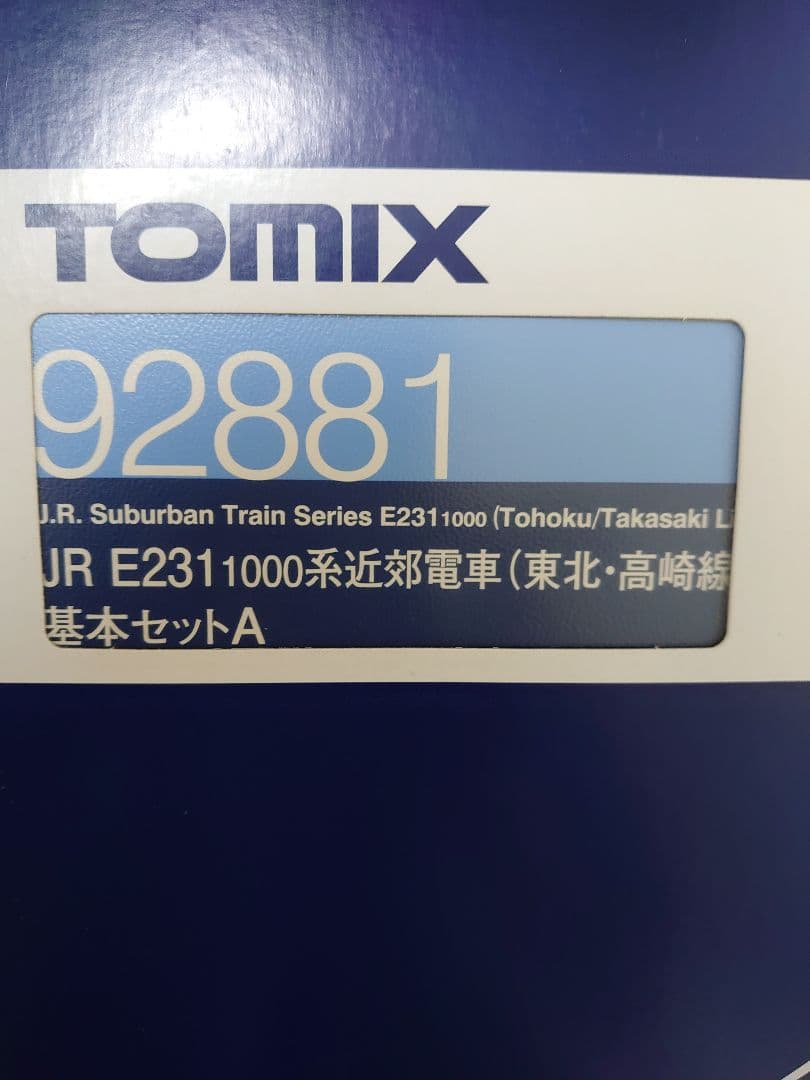 TOMIX
92881
J.R. Suburban Train Series E231 1000 (Tohoku/Takasaki
JR E231 1000系近郊電車(東北・高崎線
基本セットA